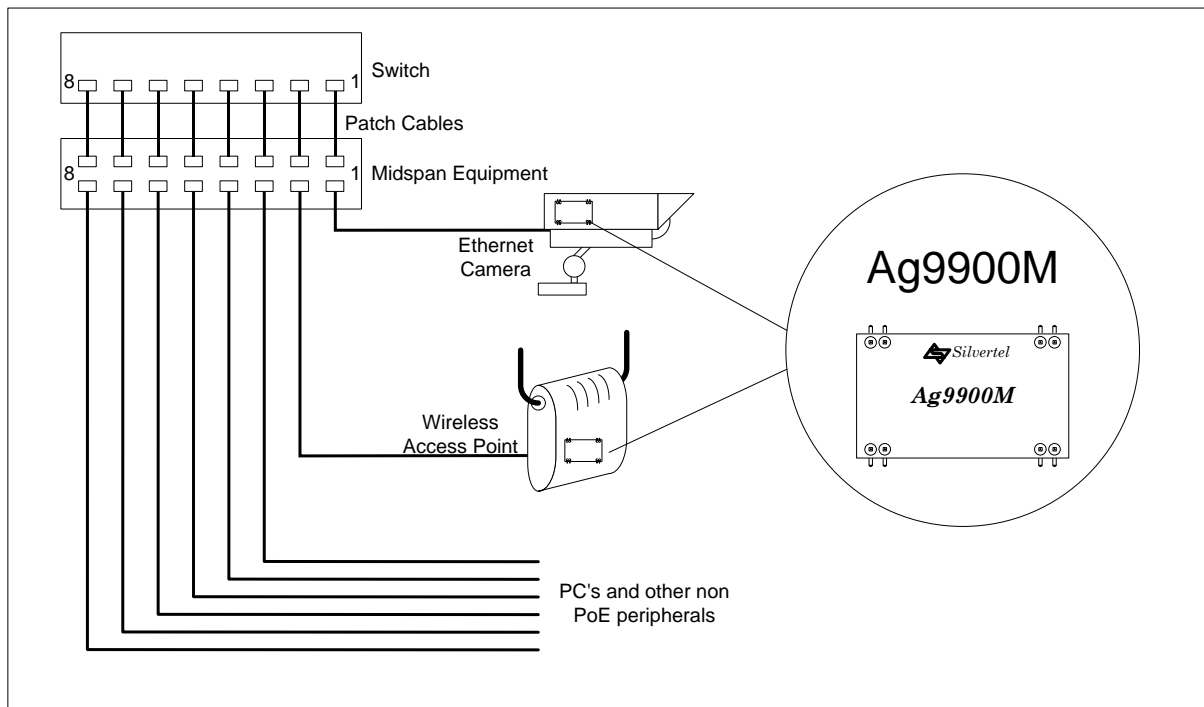 8
1
Switch
Patch Cables
8
1
Midspan Equipment
Ethernet
Camera
Ag9900M
Silvertel
Ag9900M
Wireless
Access Point
PC's and other non
PoE peripherals